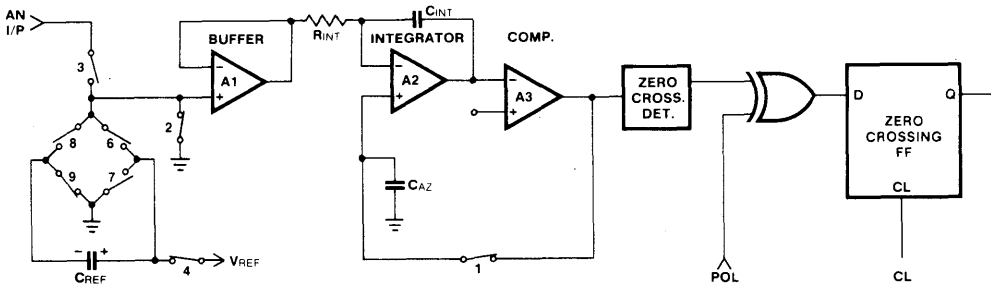 AN
I/P
3
BUFFER
−
A1
+
2
8
6
9
7
− +
CREF
4
VREF
RINT
CINT
INTEGRATOR
−
A2
+
CAZ
1
COMP.
−
A3
+
ZERO
CROSS.
DET.
POL
D
Q
ZERO
CROSSING
FF
CL
CL